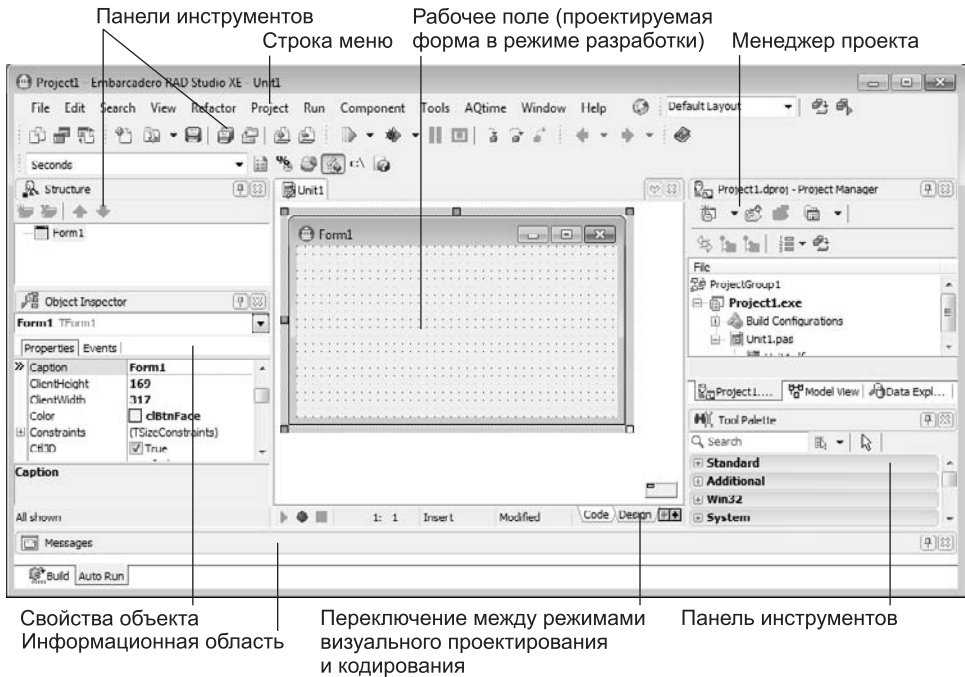 Панели инструментов
Рабочее поле (проектируемая
форма в режиме разработки)
Строка меню
Менеджер проекта
Project1 - Embarcadero RAD Studio XE - Unit1
File Edit Search View Refactor Project Run Component Tools AQtime Window Help
Default Layout
Seconds
Structure
Form1
Unit1
Form1
Project1.dproj - Project Manager
File
ProjectGroup1
Project1.exe
Build Configurations
Unit1.pas
Project1....
Model View
Data Expl...
Object Inspector
Form1 TForm1
Properties Events
Caption Form1
ClientHeight 169
ClientWidth 317
Color clBtnFace
Constraints (TSizeConstraints)
Ctl3D True
Caption
All shown
1: 1 Insert Modified Code Design
Tool Palette
Search
Standard
Additional
Win32
System
Messages
Build Auto Run
Свойства объекта
Информационная область
Переключение между режимами
визуального проектирования
и кодирования
Панель инструментов